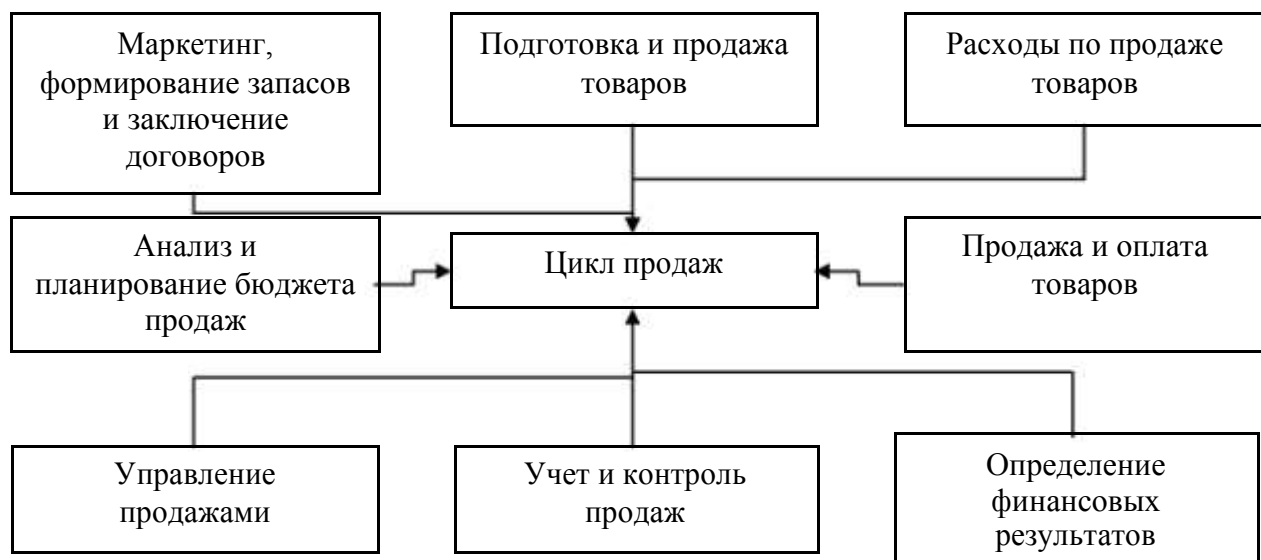 Маркетинг,
формирование запасов
и заключение
договоров
Подготовка и продажа
товаров
Расходы по продаже
товаров
Анализ и
планирование бюджета
продаж
Цикл продаж
Продажа и оплата
товаров
Управление
продажами
Учет и контроль
продаж
Определение
финансовых
результатов